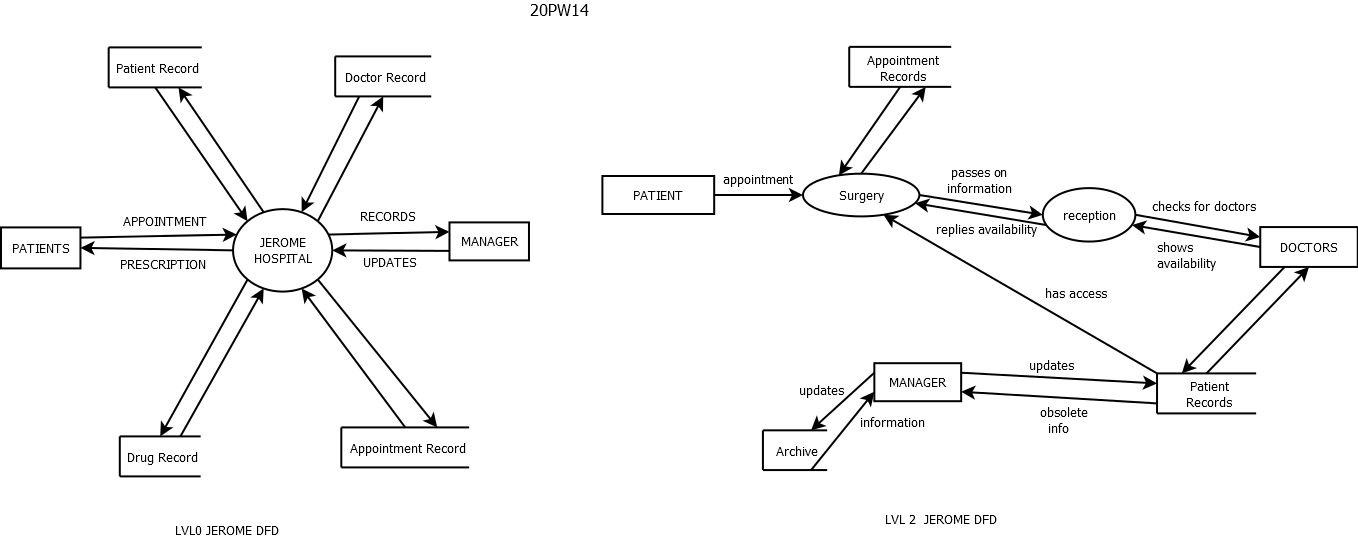 20PW14
Patient Record
Doctor Record
APPOINTMENT
RECORDS
PATIENTS
JEROME
HOSPITAL
MANAGER
PRESCRIPTION
UPDATES
Drug Record
Appointment Record
LVL0 JEROME DFD
Appointment
Records
PATIENT
appointment
Surgery
passes on
information
replies availability
reception
checks for doctors
shows
availability
DOCTORS
has access
MANAGER
updates
updates
obsolete
info
information
Patient
Records
Archive
LVL 2  JEROME DFD